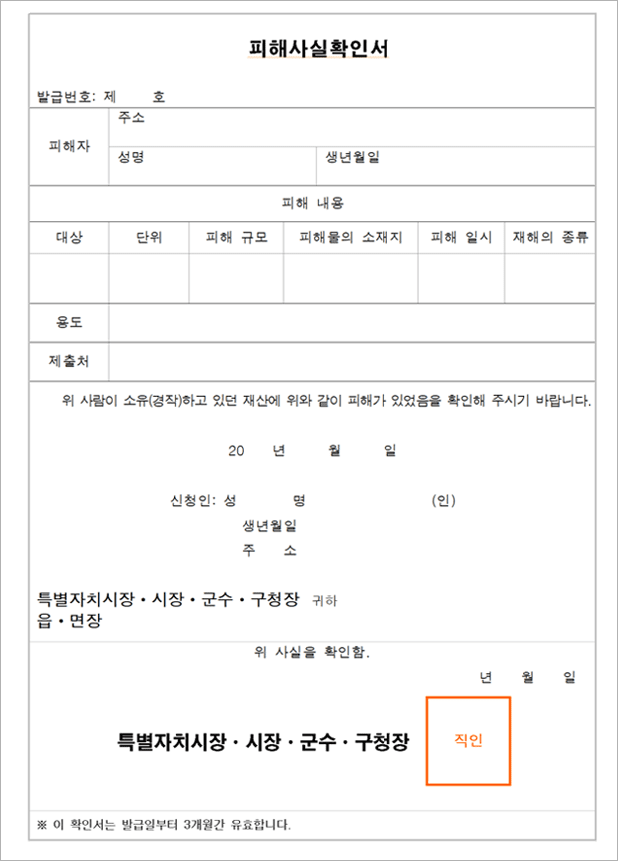 피해사실확인서
발급번호: 제 호
피해자
주소
성명 생년월일
피해 내용
대상 단위 피해 규모 피해물의 소재지 피해 일시 재해의 종류
용도
제출처
위 사람이 소유(경작)하고 있던 재산에 위와 같이 피해가 있었음을 확인해 주시기 바랍니다.
20 년 월 일
신청인: 성 명 (인)
생년월일
주 소
특별자치시장・시장・군수・구청장 귀하
읍・면장
위 사실을 확인함.
년 월 일
특별자치시장・시장・군수・구청장 직인
※ 이 확인서는 발급일부터 3개월간 유효합니다.